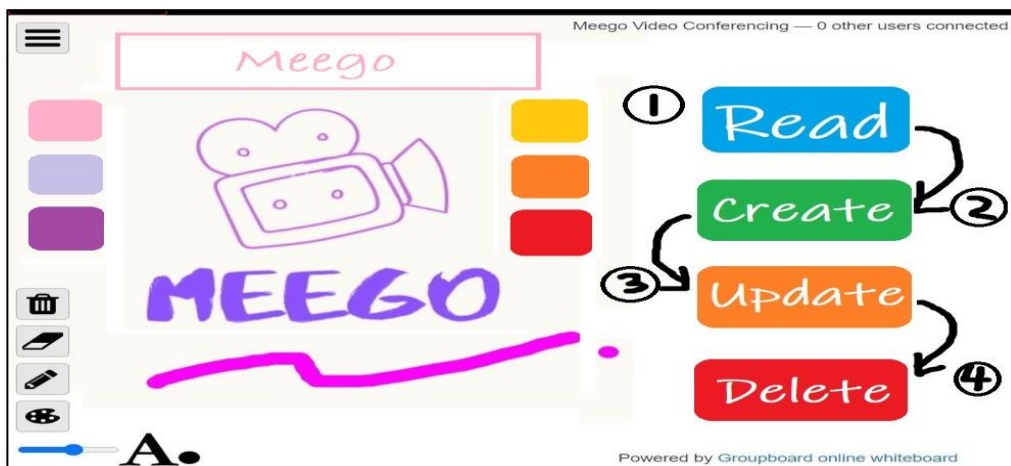 Meego Video Conferencing — 0 other users connected
Meego
1 Read
Create 2
MEEGO
3 Update
Delete 4
A.
Powered by Groupboard online whiteboard